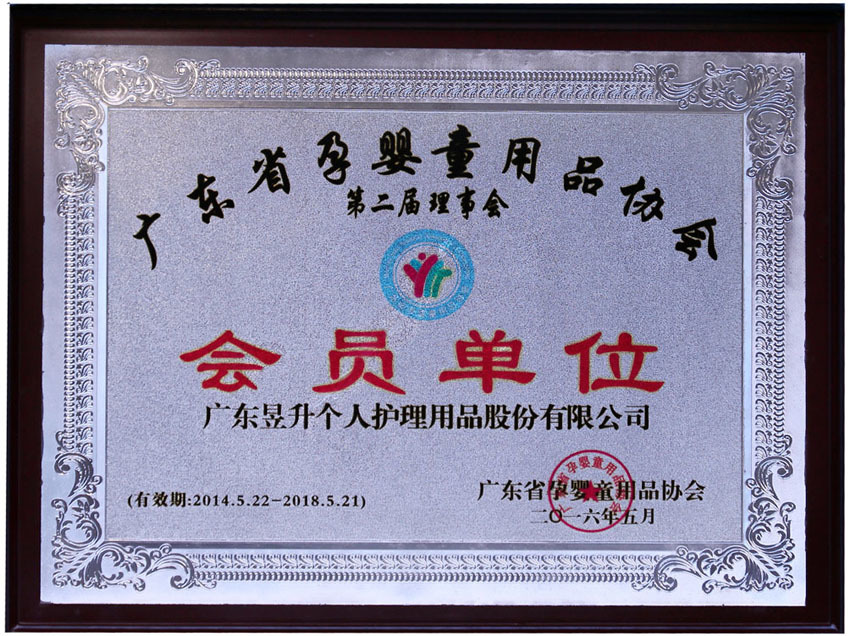 广东省孕婴童用品协会
第二届理事会
会员单位
广东昱升个人护理用品股份有限公司
(有效期:2014.5.22-2018.5.21)
广东省孕婴童用品协会
二〇一六年五月